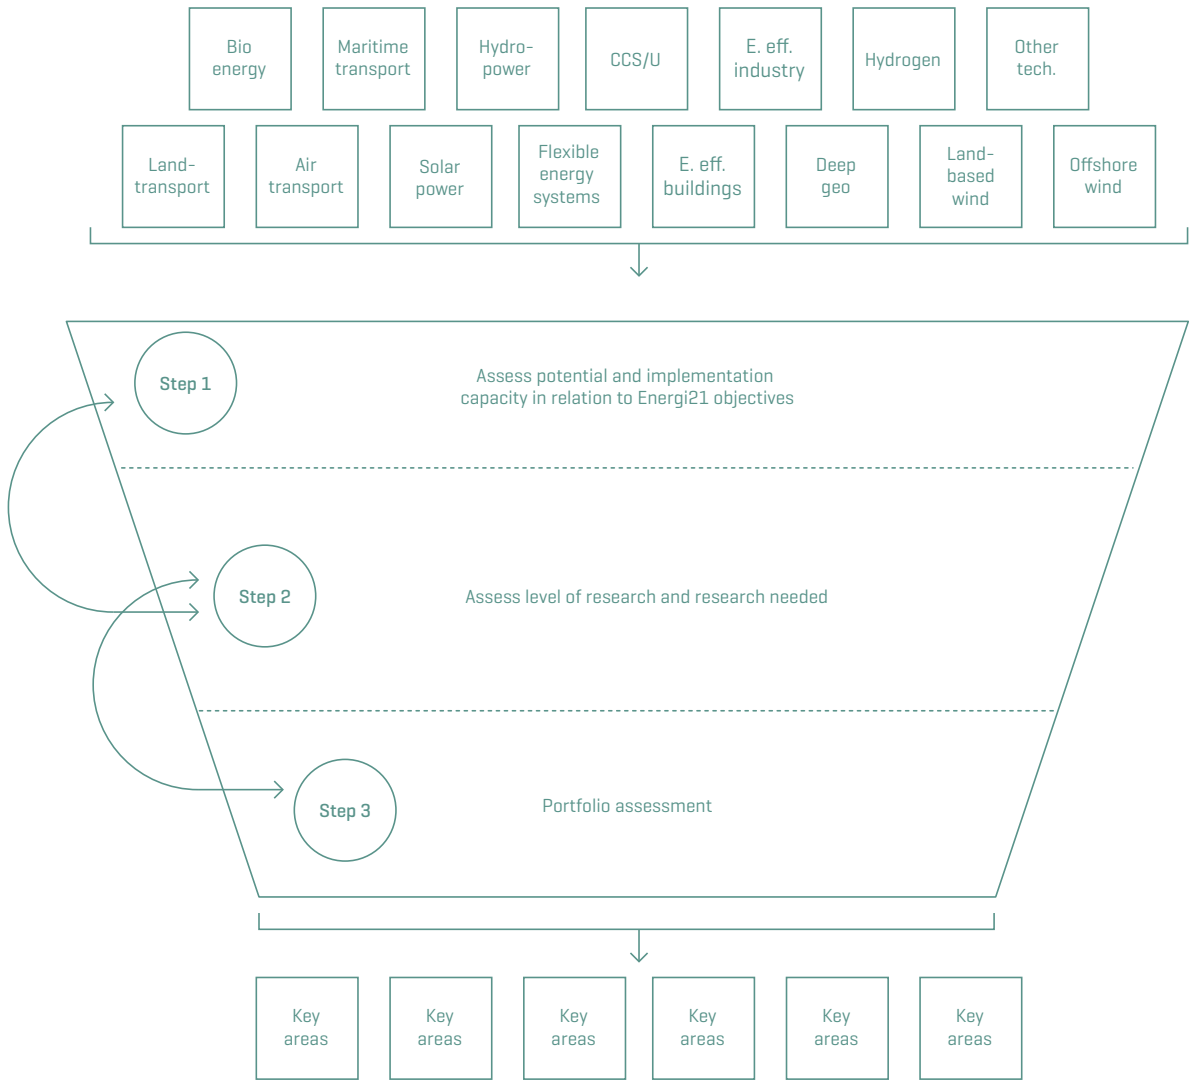 Bio
energy
Maritime
transport
Hydro-
power
CCS/U
E. eff.
industry
Hydrogen
Other
tech.
Land-
transport
Air
transport
Solar
power
Flexible
energy
systems
E. eff.
buildings
Deep
geo
Land-
based
wind
Offshore
wind
Step 1
Assess potential and implementation
capacity in relation to Energi21 objectives
Step 2
Assess level of research and research needed
Step 3
Portfolio assessment
Key
areas
Key
areas
Key
areas
Key
areas
Key
areas
Key
areas